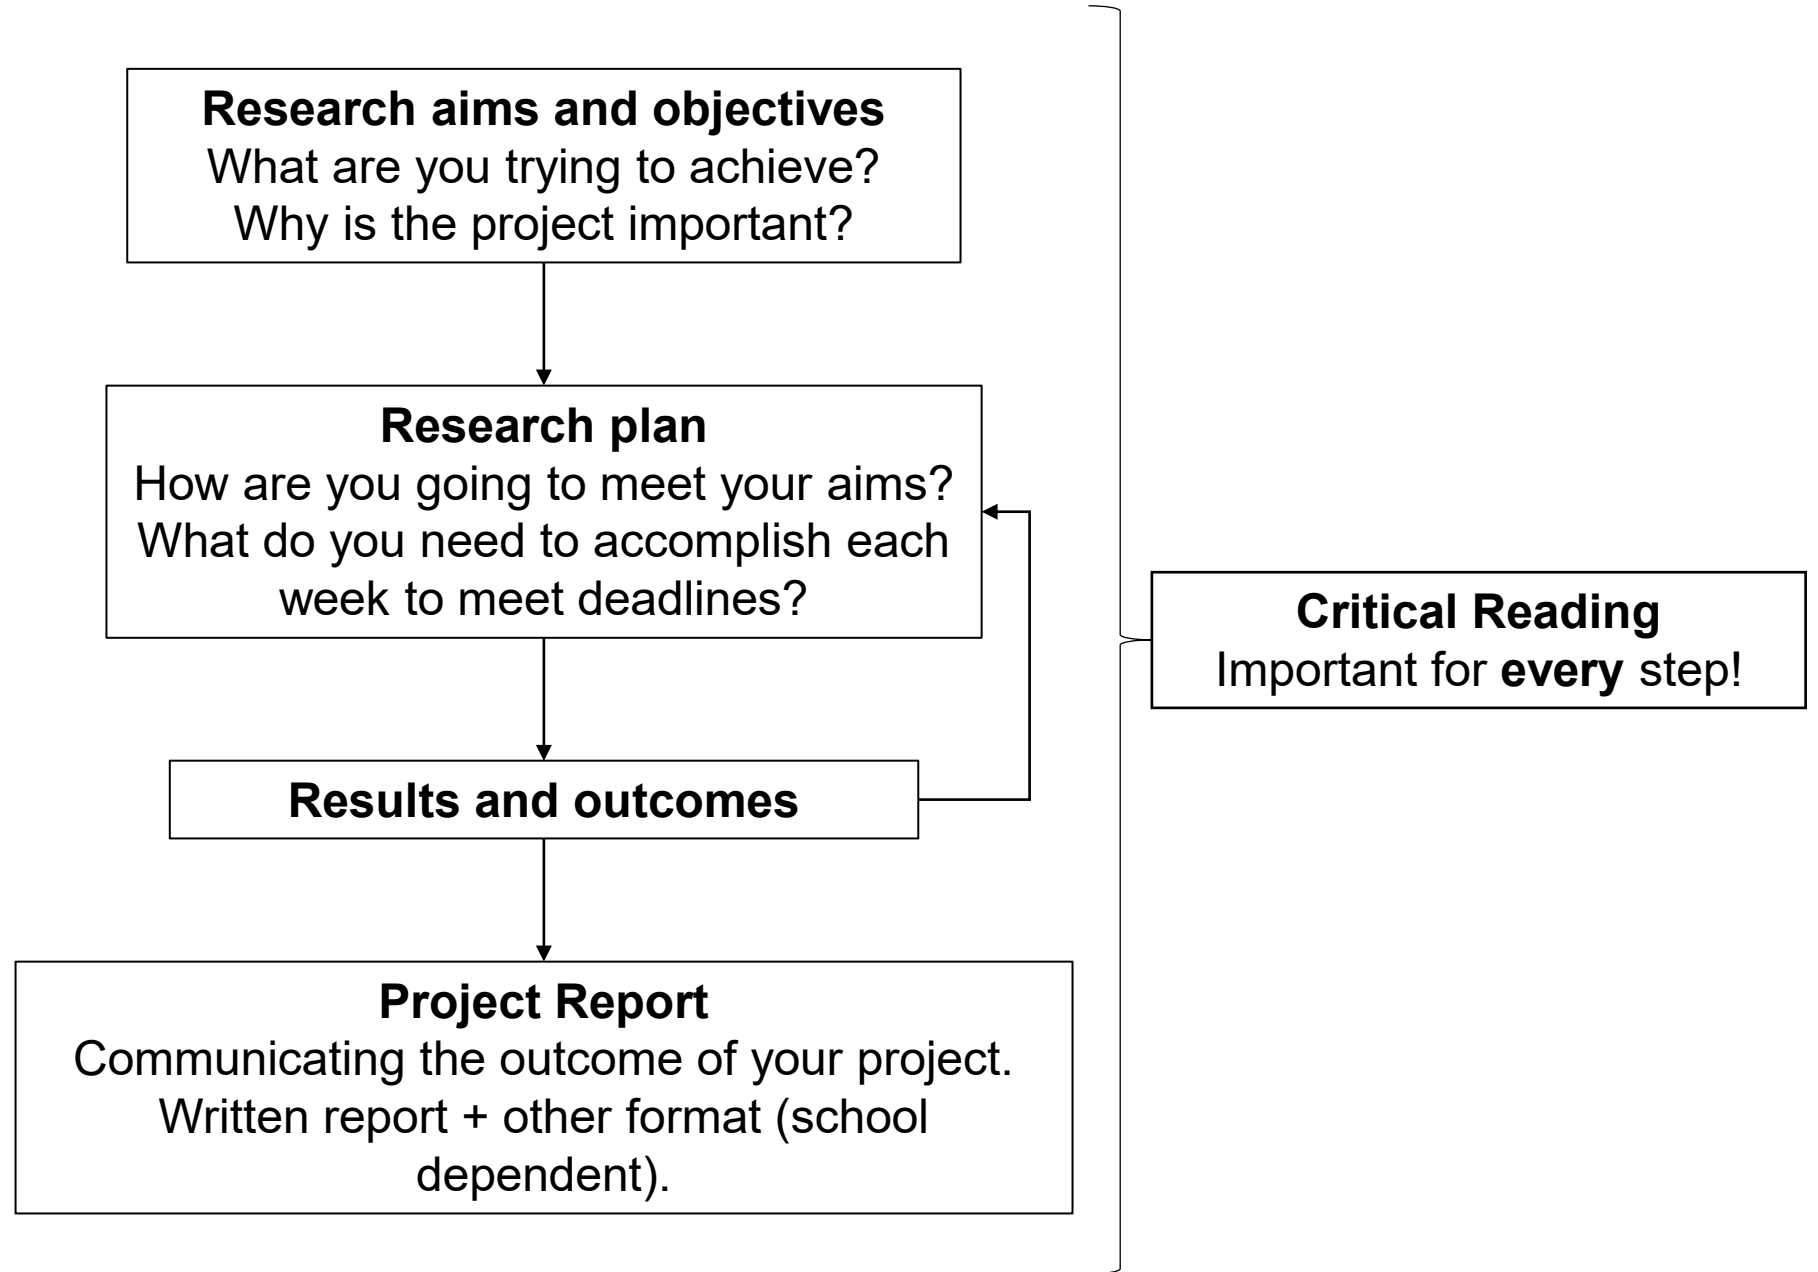 Research aims and objectives
What are you trying to achieve?
Why is the project important?
Research plan
How are you going to meet your aims?
What do you need to accomplish each
week to meet deadlines?
Critical Reading
Important for every step!
Results and outcomes
Project Report
Communicating the outcome of your project.
Written report + other format (school
dependent).